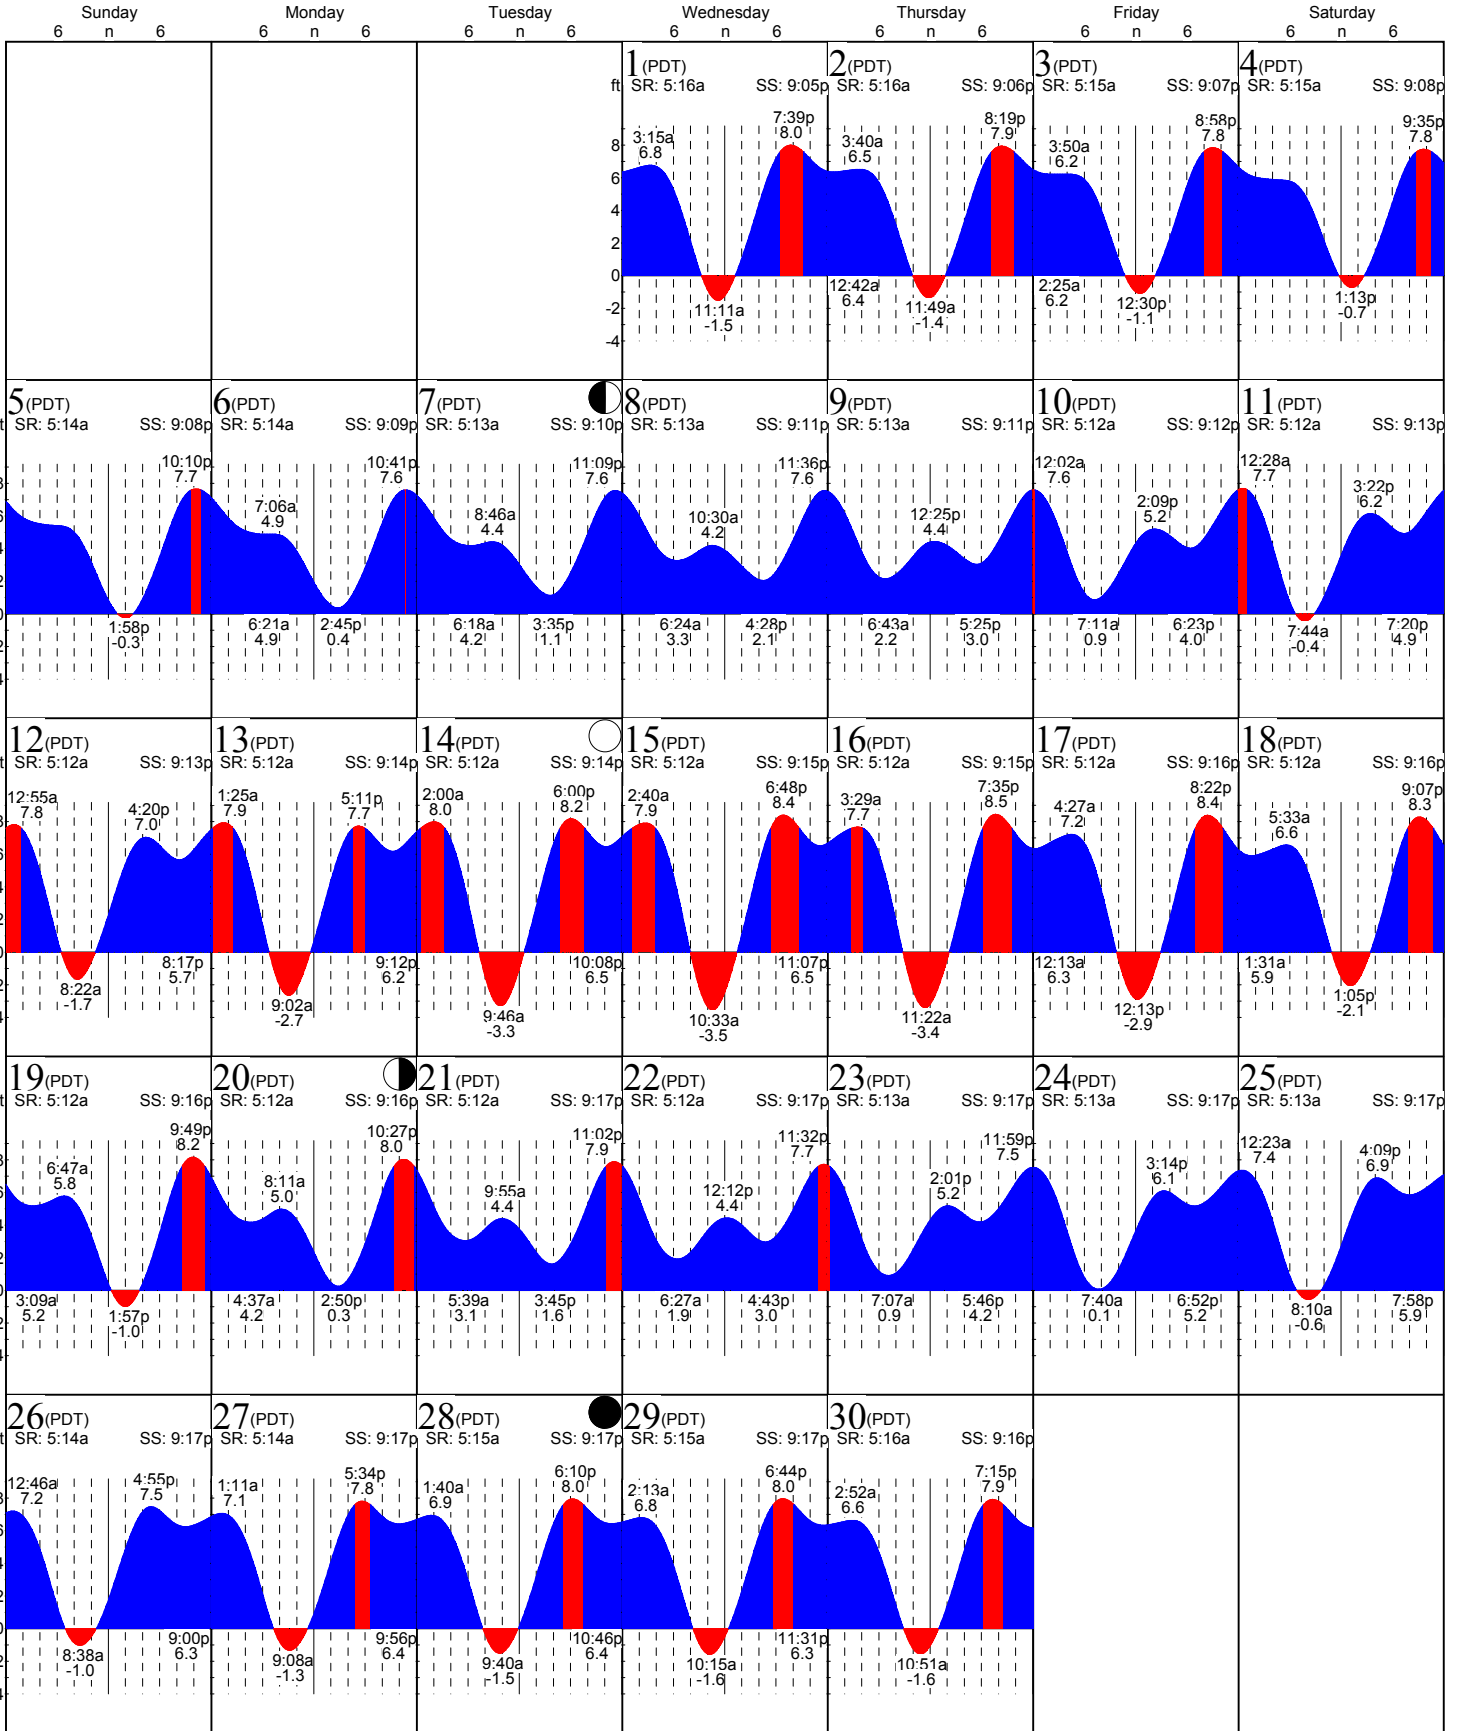 Sunday Monday Tuesday Wednesday Thursday Friday Saturday
6 n 6 6 n 6 6 n 6 6 n 6 6 n 6 6 n 6 6 n 6
1(PDT) 2(PDT) 3(PDT) 4(PDT)
ft SR: 5:16a SS: 9:05p SR: 5:16a SS: 9:06p SR: 5:15a SS: 9:07p SR: 5:15a SS: 9:08p
8
6
4
2
0
-2
-4
3:15a
6.8
11:11a
-1.5
7:39p
8.0
12:42a
6.4
3:40a
6.5
11:49a
-1.4
8:19p
7.9
2:25a
6.2
3:50a
6.2
12:30p
-1.1
8:58p
7.8
1:13p
-0.7
9:35p
7.8
5(PDT) 6(PDT) 7(PDT) 8(PDT) 9(PDT) 10(PDT) 11(PDT)
SR: 5:14a SS: 9:08p SR: 5:14a SS: 9:09p SR: 5:13a SS: 9:10p SR: 5:13a SS: 9:11p SR: 5:13a SS: 9:11p SR: 5:12a SS: 9:12p SR: 5:12a SS: 9:13p
1:58p
-0.3
10:10p
7.7
6:21a
4.9
7:06a
4.9
2:45p
0.4
10:41p
7.6
6:18a
4.2
8:46a
4.4
3:35p
1.1
11:09p
7.6
6:24a
3.3
10:30a
4.2
4:28p
2.1
11:36p
7.6
6:43a
2.2
12:25p
4.4
5:25p
3.0
12:02a
7.6
7:11a
0.9
2:09p
5.2
6:23p
4.0
12:28a
7.7
7:44a
-0.4
3:22p
6.2
7:20p
4.9
12(PDT) 13(PDT) 14(PDT) 15(PDT) 16(PDT) 17(PDT) 18(PDT)
SR: 5:12a SS: 9:13p SR: 5:12a SS: 9:14p SR: 5:12a SS: 9:14p SR: 5:12a SS: 9:15p SR: 5:12a SS: 9:15p SR: 5:12a SS: 9:16p SR: 5:12a SS: 9:16p
12:55a
7.8
8:22a
-1.7
4:20p
7.0
8:17p
5.7
1:25a
7.9
9:02a
-2.7
5:11p
7.7
9:12p
6.2
2:00a
8.0
9:46a
-3.3
6:00p
8.2
10:08p
6.5
2:40a
7.9
10:33a
-3.5
6:48p
8.4
11:07p
6.5
3:29a
7.7
11:22a
-3.4
7:35p
8.5
12:13a
6.3
4:27a
7.2
12:13p
-2.9
8:22p
8.4
1:31a
5.9
5:33a
6.6
1:05p
-2.1
9:07p
8.3
19(PDT) 20(PDT) 21(PDT) 22(PDT) 23(PDT) 24(PDT) 25(PDT)
SR: 5:12a SS: 9:16p SR: 5:12a SS: 9:16p SR: 5:12a SS: 9:17p SR: 5:12a SS: 9:17p SR: 5:13a SS: 9:17p SR: 5:13a SS: 9:17p SR: 5:13a SS: 9:17p
3:09a
5.2
6:47a
5.8
1:57p
-1.0
9:49p
8.2
4:37a
4.2
8:11a
5.0
2:50p
0.3
10:27p
8.0
5:39a
3.1
9:55a
4.4
3:45p
1.6
11:02p
7.9
6:27a
1.9
12:12p
4.4
4:43p
3.0
11:32p
7.7
7:07a
0.9
2:01p
5.2
5:46p
4.2
11:59p
7.5
7:40a
0.1
3:14p
6.1
6:52p
5.2
12:23a
7.4
8:10a
-0.6
4:09p
6.9
7:58p
5.9
26(PDT) 27(PDT) 28(PDT) 29(PDT) 30(PDT)
SR: 5:14a SS: 9:17p SR: 5:14a SS: 9:17p SR: 5:15a SS: 9:17p SR: 5:15a SS: 9:17p SR: 5:16a SS: 9:16p
12:46a
7.2
8:38a
-1.0
4:55p
7.5
9:00p
6.3
1:11a
7.1
9:08a
-1.3
5:34p
7.8
9:56p
6.4
1:40a
6.9
9:40a
-1.5
6:10p
8.0
10:46p
6.4
2:13a
6.8
10:15a
-1.6
6:44p
8.0
11:31p
6.3
2:52a
6.6
10:51a
-1.6
7:15p
7.9